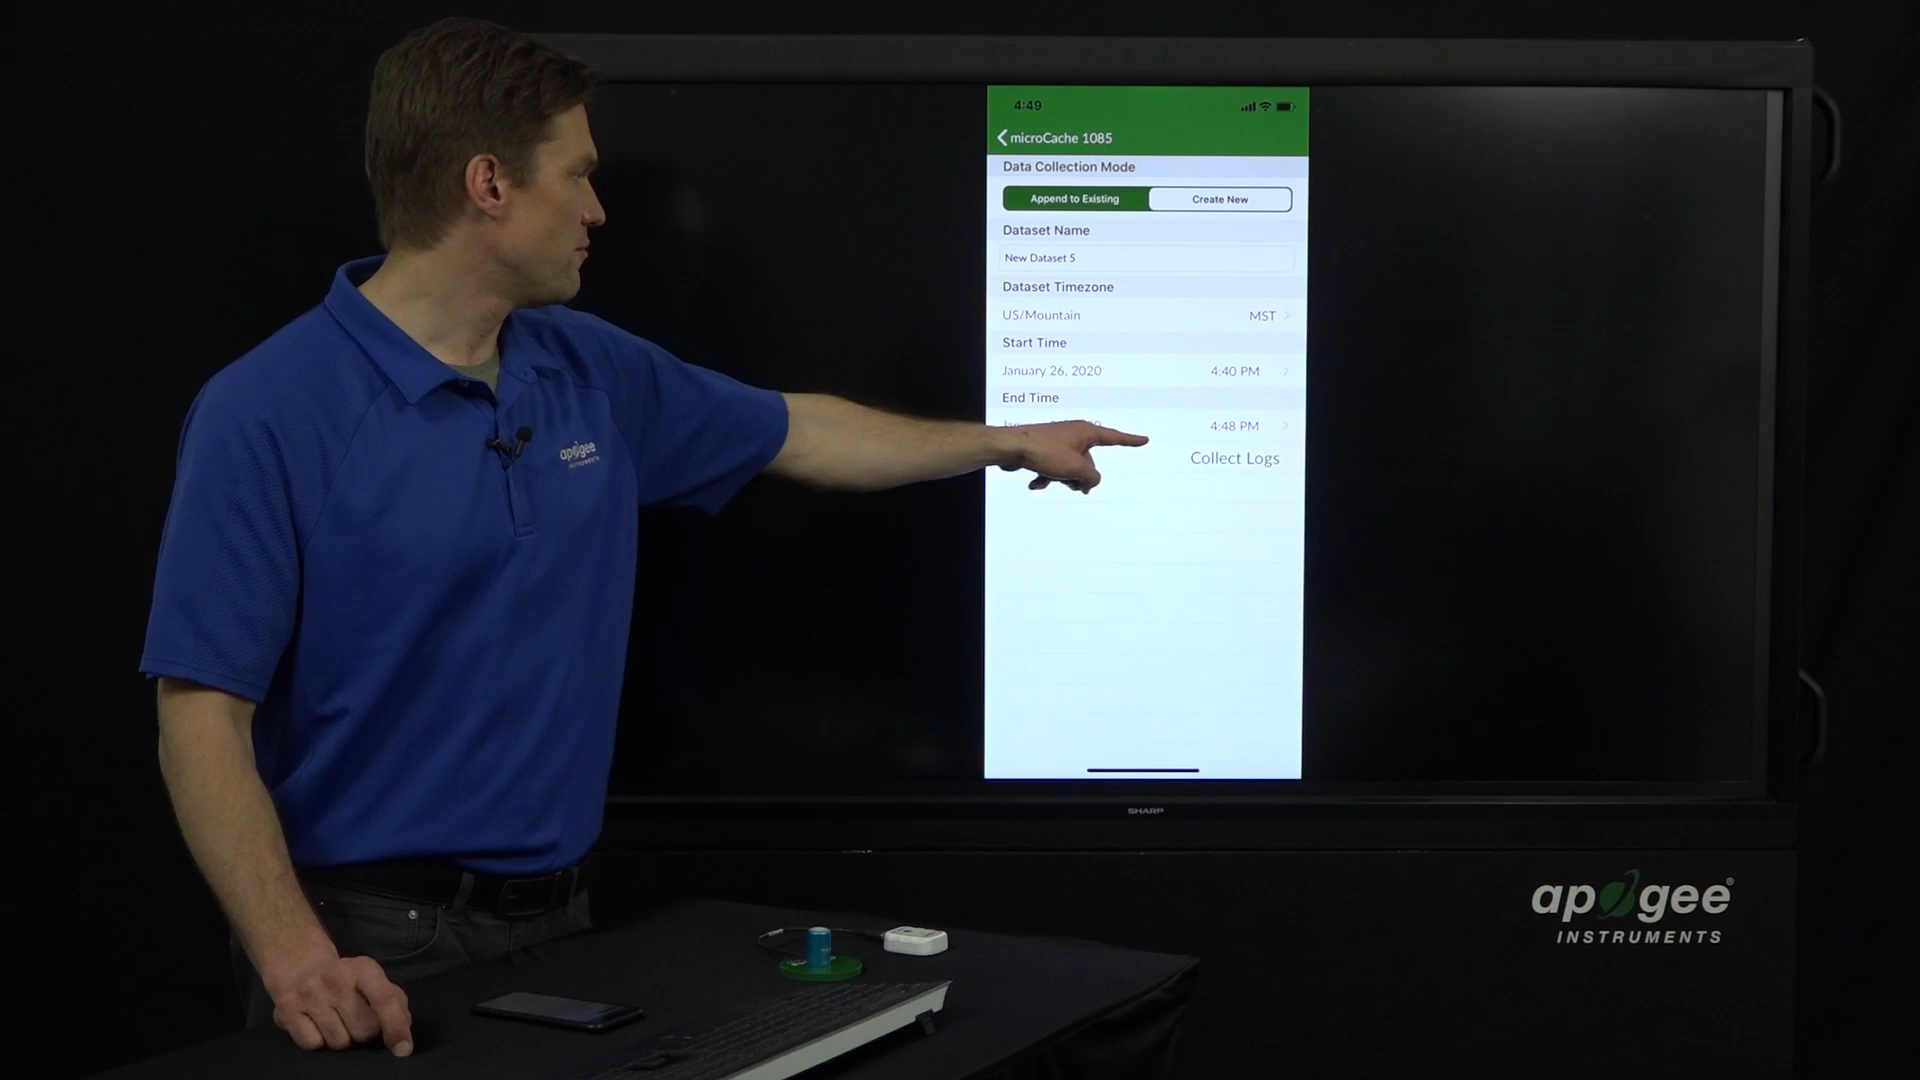 4:49
microCache 1085
Data Collection Mode
Append to Existing
Create New
Dataset Name
New Dataset 5
Dataset Timezone
US/Mountain
MST
Start Time
January 26, 2020
4:40 PM
End Time
4:48 PM
Collect Logs
SHARP
apogee
INSTRUMENTS
apogee®
INSTRUMENTS